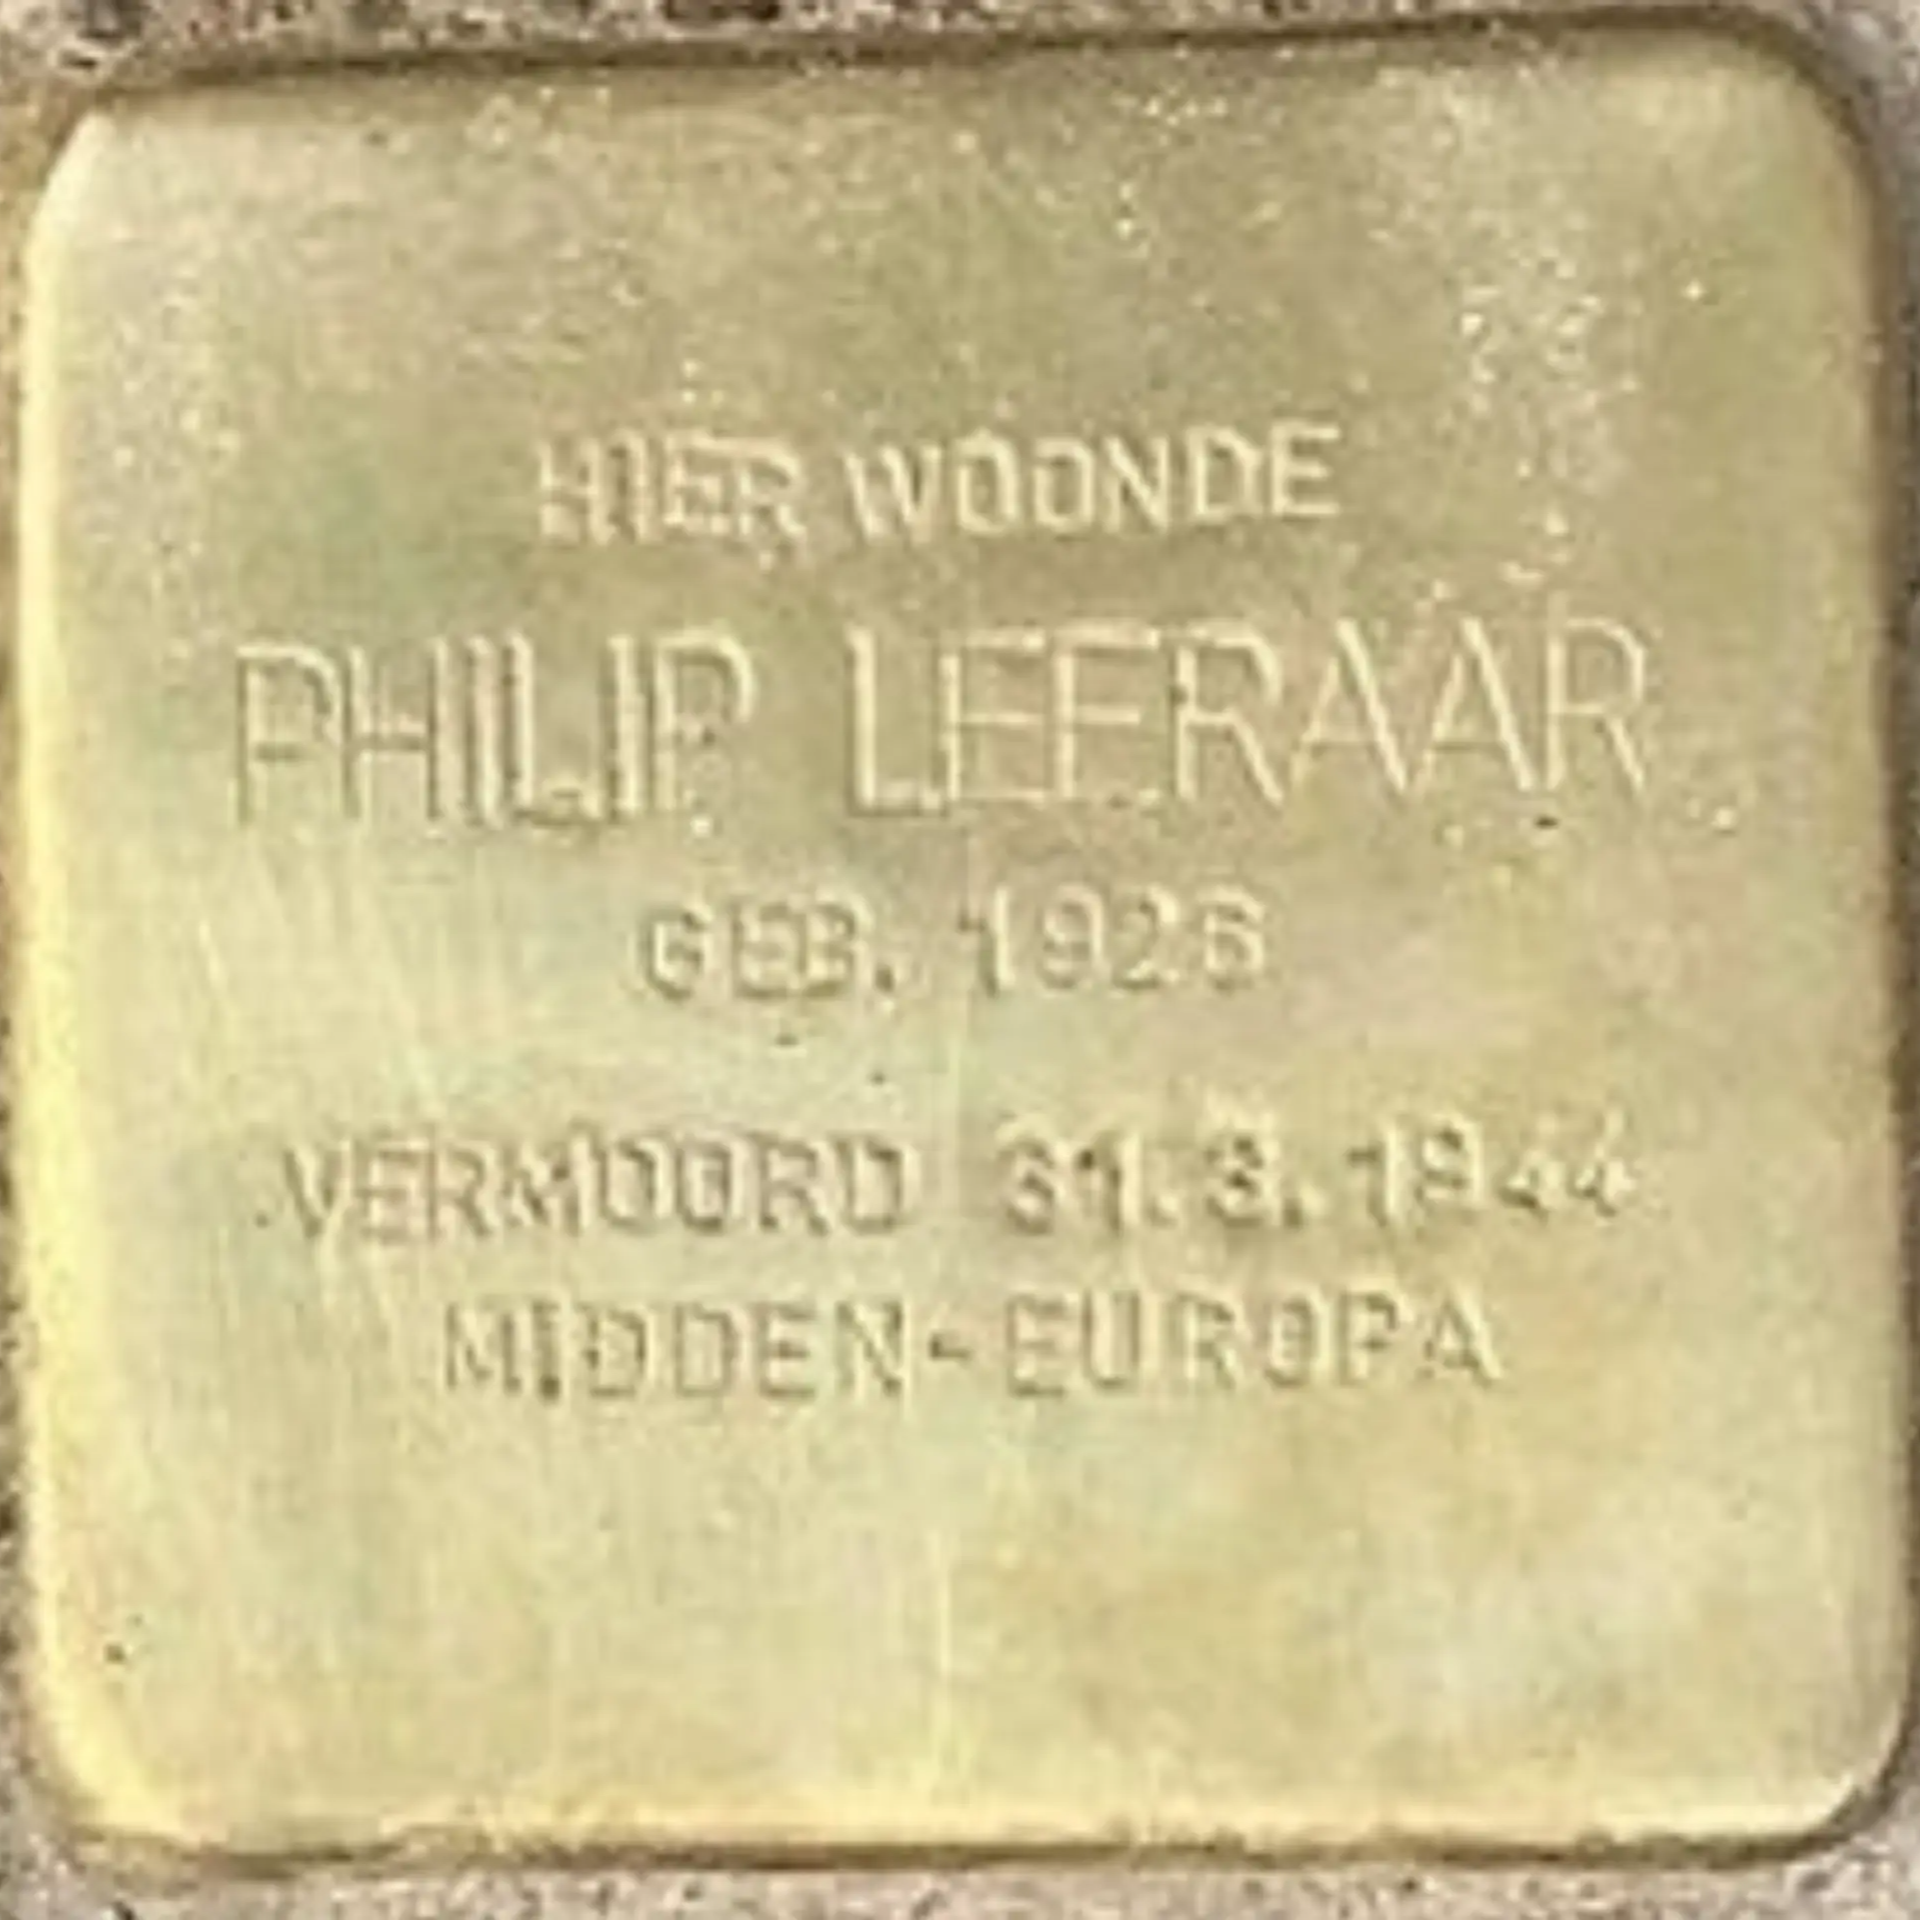 HIER WOONDE
PHILIP LEERAAR
GEB. 1926
VERMOORD 31.3.1944
MIDDEN-EUROPA